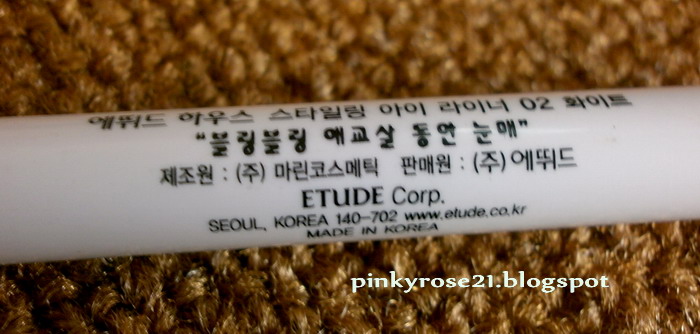 에뛰드 하우스 스타일링 아이 라이너 02 화이트
"블링블링 애교살 동안 눈매"
제조원 : (주) 마린코스메틱 판매원 : (주) 에뛰드
ETUDE Corp.
SEOUL, KOREA 140-702 www.etude.co.kr
MADE IN KOREA
pinkyrose21.blogspot